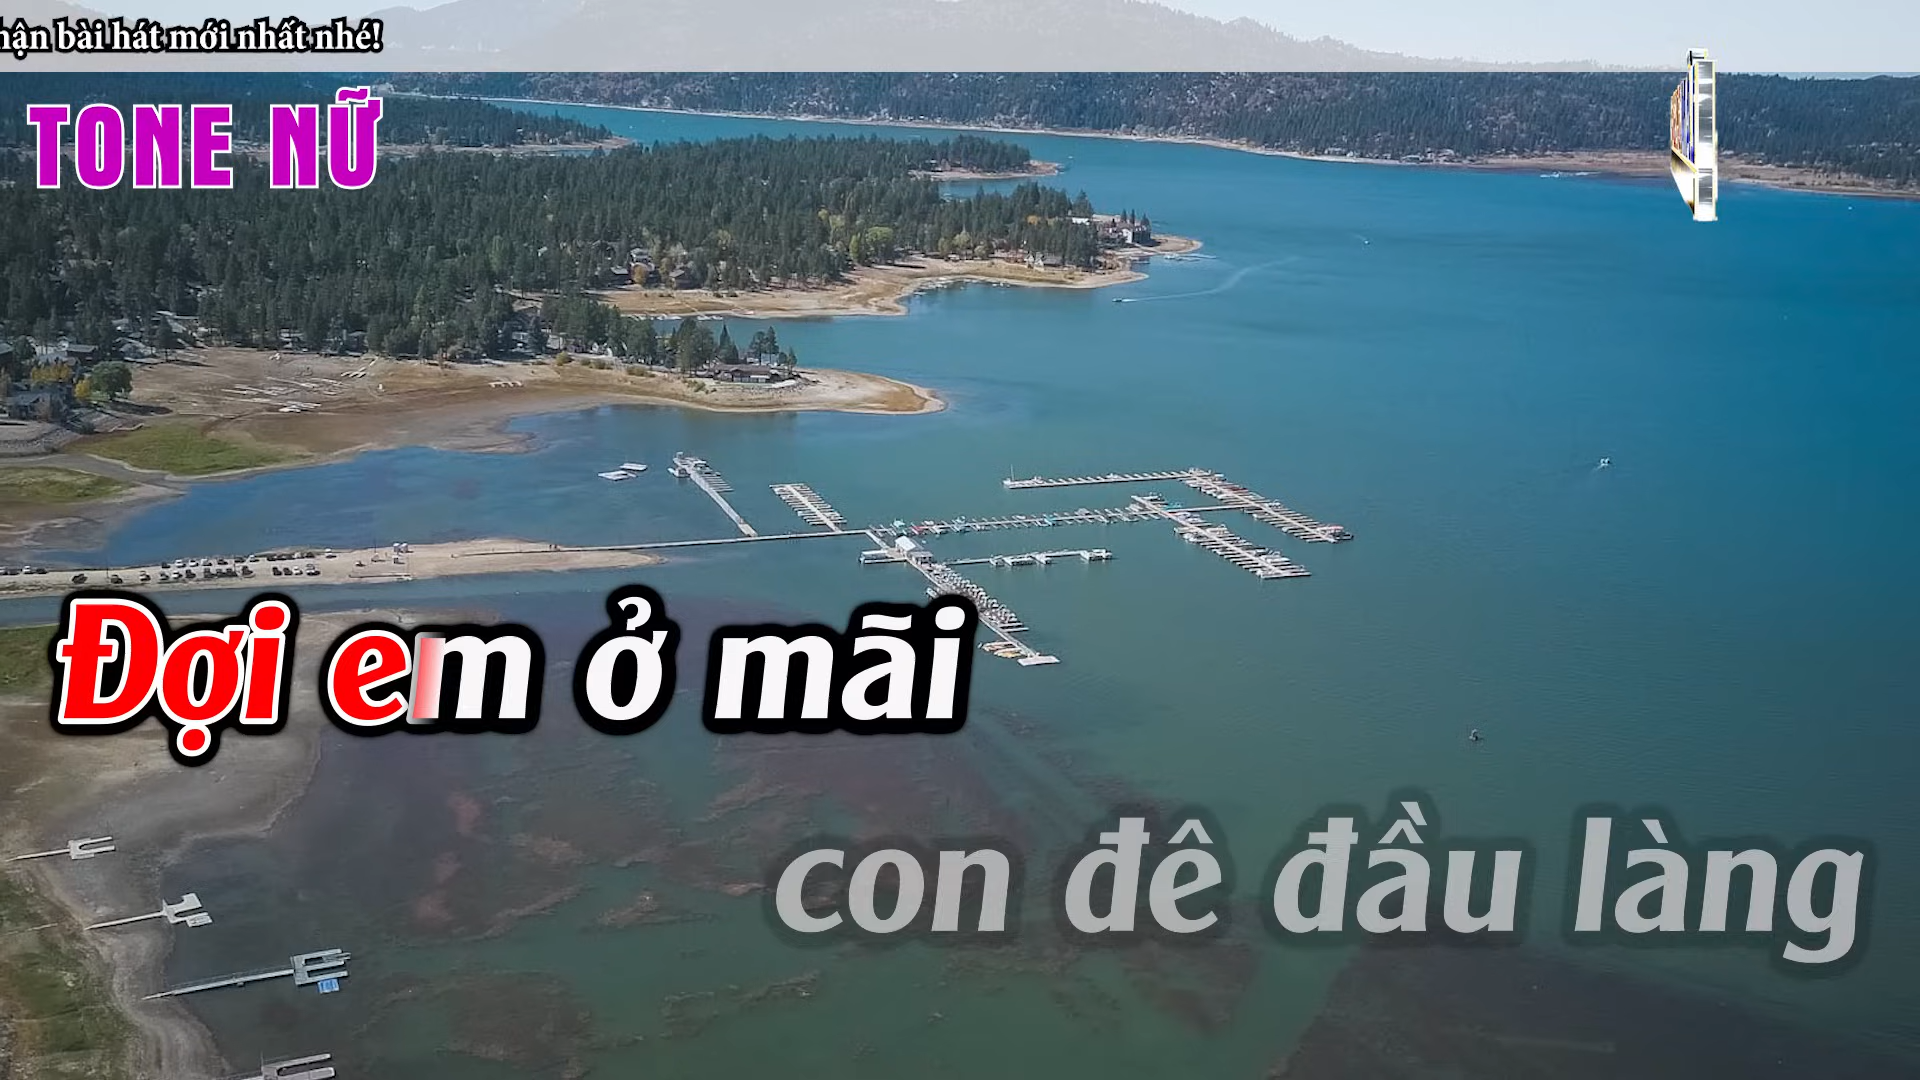 hận bài hát mới nhất nhé!
TONE NỮ
Đợi em ở mãi
con đê đầu làng